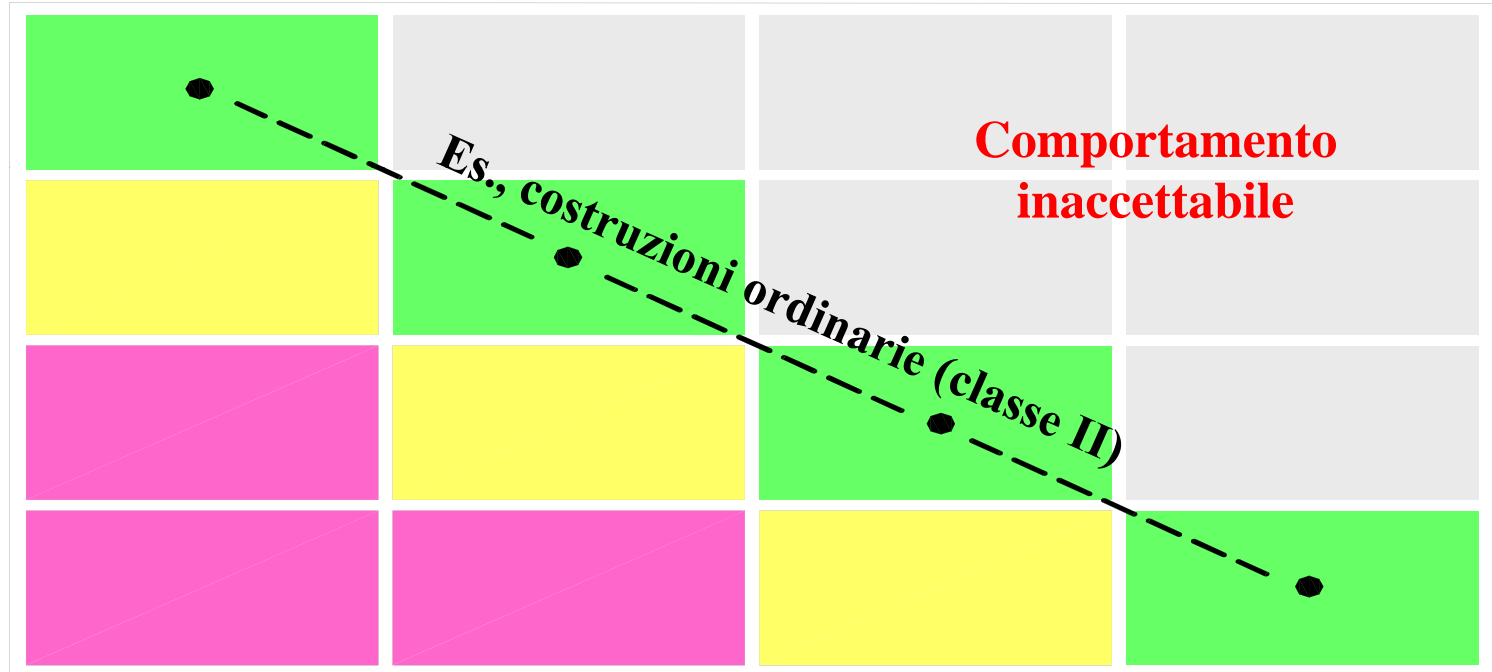 Comportamento
inaccettabile
Es., costruzioni ordinarie (classe II)